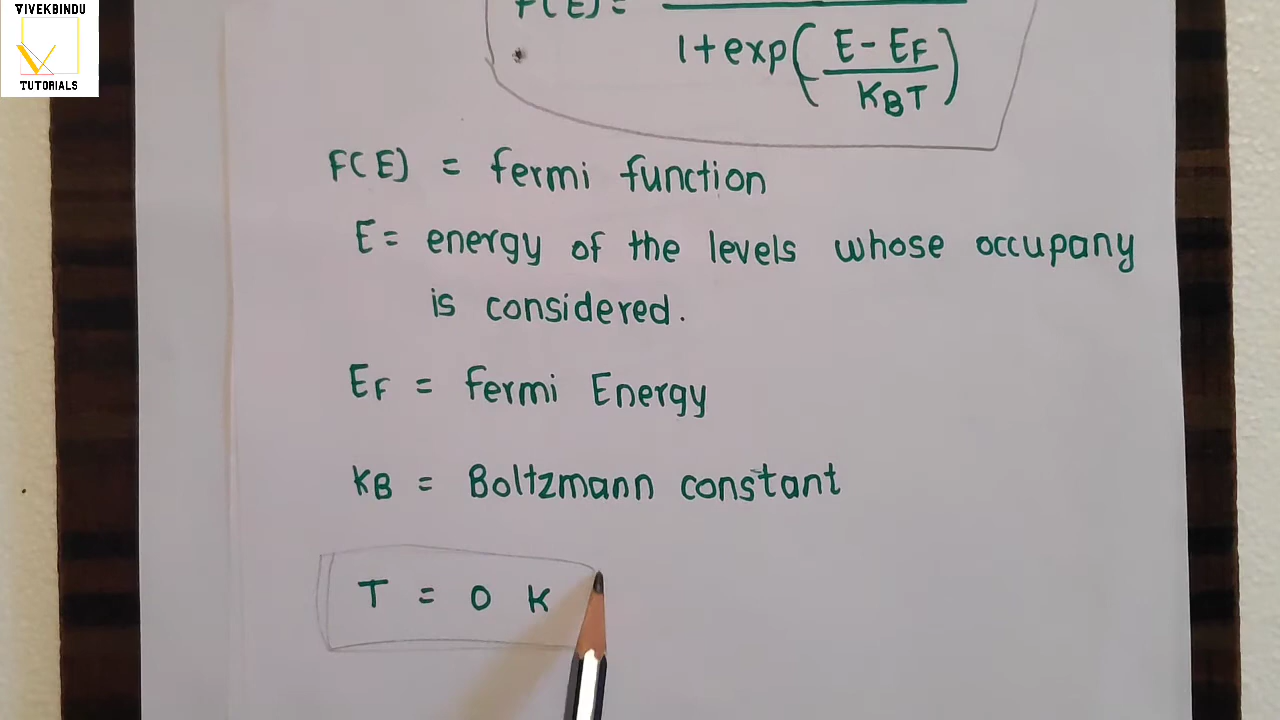 VIVEKBINDU
TUTORIALS
F(E) =
1+exp(E-EF/KBT)
F(E) = fermi function
E= energy of the levels whose occupany
is considered.
EF = Fermi Energy
KB = Boltzmann constant
T = 0 K